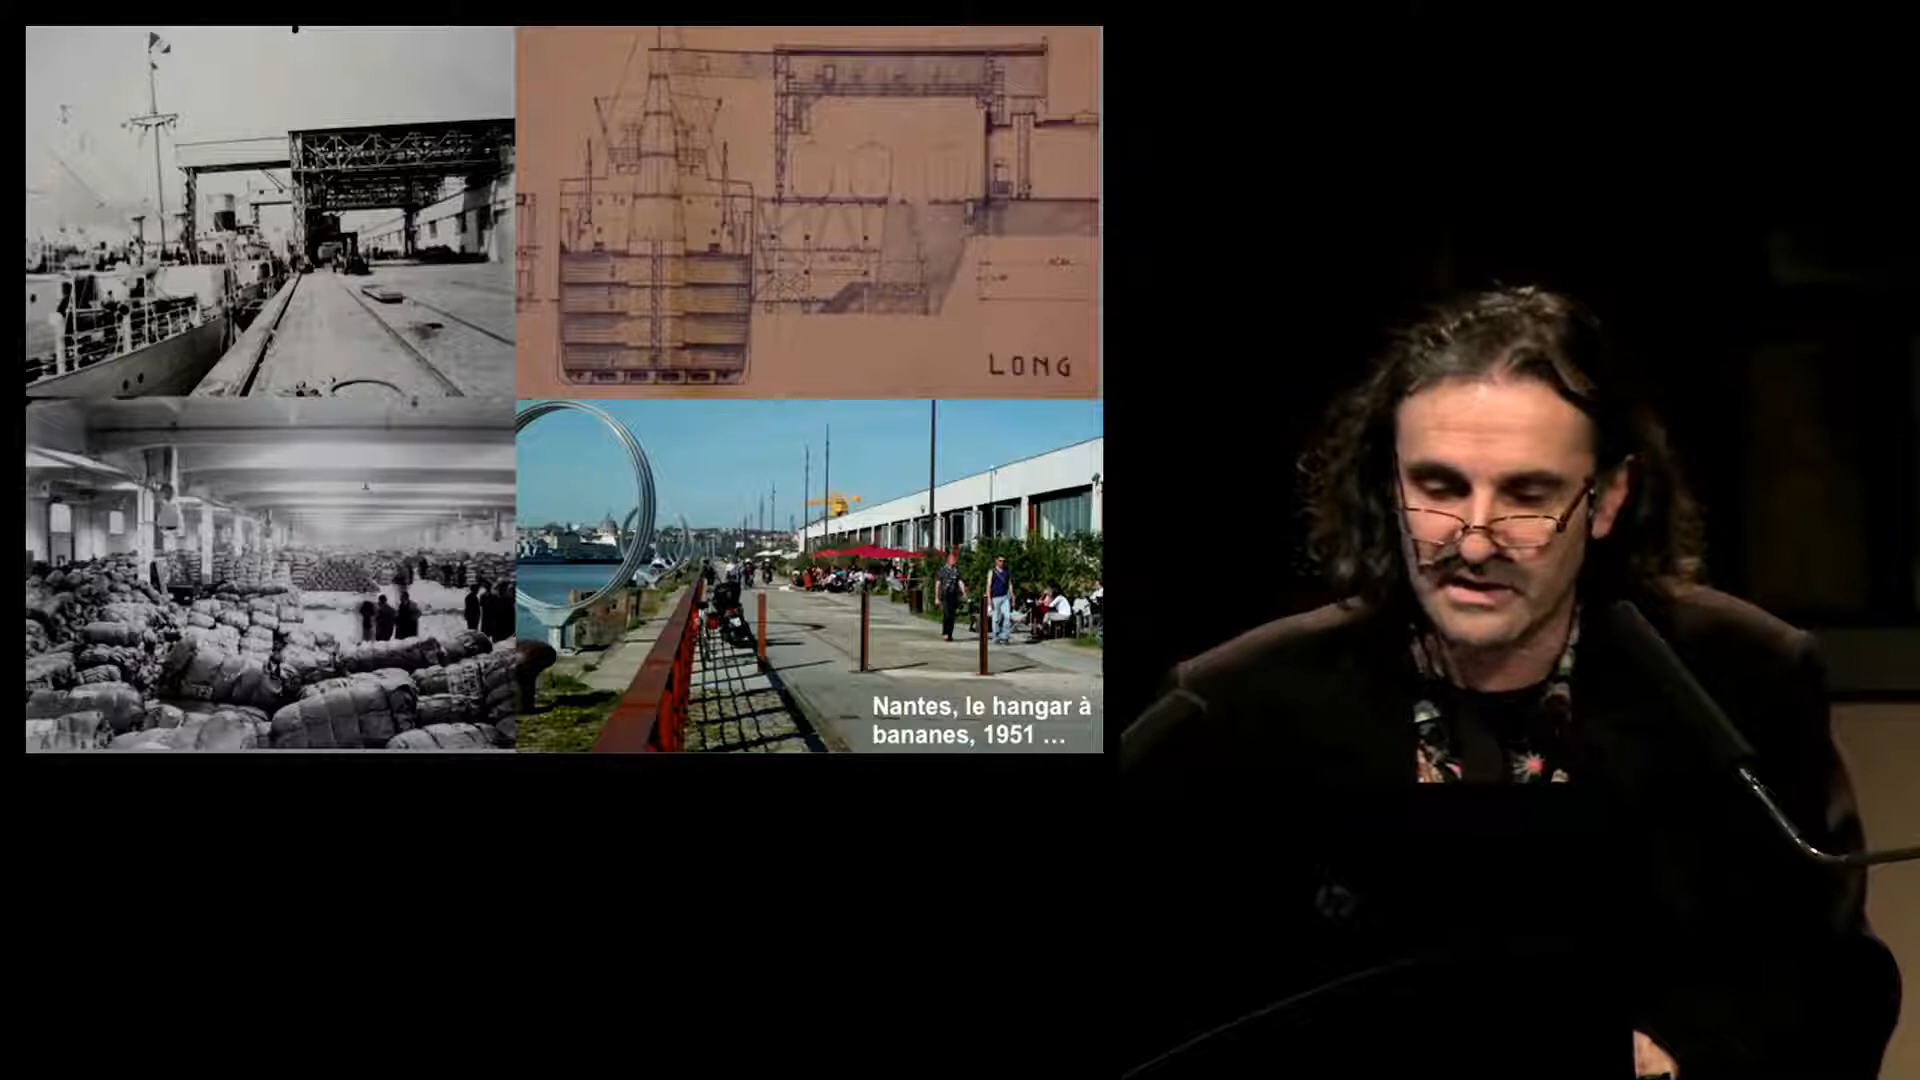 LONG
Nantes, le hangar à
bananes, 1951 ...